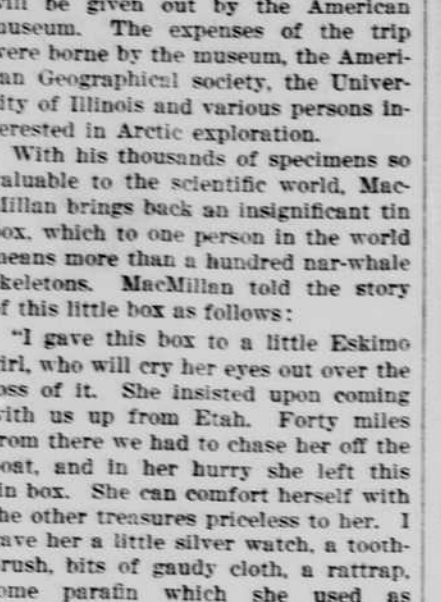 will be given out by the American
museum. The expenses of the trip
were borne by the museum, the Ameri-
an Geographical society, the Univer-
ity of Illinois and various persons in-
erested in Arctic exploration.
With his thousands of specimens so
aluable to the scientific world, Mac-
Millan brings back an insignificant tin
ox, which to one person in the world
means more than a hundred nar-whale
keletons. MacMillan told the story
f this little box as follows:
"I gave this box to a little Eskimo
irl, who will cry her eyes out over the
oss of it. She insisted upon coming
with us up from Etah. Forty miles
rom there we had to chase her off the
oat, and in her hurry she left this
in box. She can comfort herself with
he other treasures priceless to her. I
ave her a little silver watch, a tooth-
rush, bits of gaudy cloth, a rattrap,
ome parafin which she used as